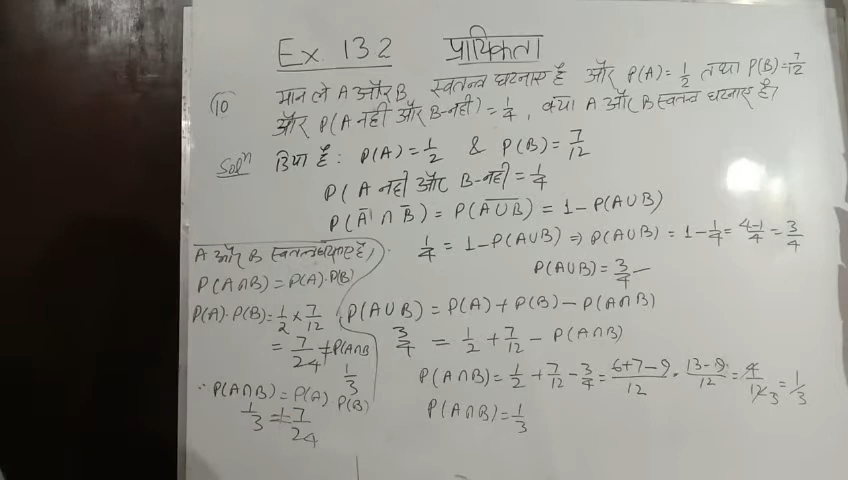 Ex. 13.2 प्रायिकता
(10) मान ले A और B स्वतन्त्र घटनाए है और P(A)=1/2 तथा P(B)=7/12
और P(A नही और B-नही)=1/4, क्या A और B स्वतन्त्र घटनाए है।
Solⁿ दिया है: P(A)=1/2 & P(B)=7/12
P(A नही और B-नही=1/4
P(A̅ ∩ B̅) = P(A̅∪̅B̅) = 1-P(A∪B)
1/4 = 1-P(A∪B) ⇒ P(A∪B) = 1-1/4 = 4-1/4 = 3/4
P(A∪B)=3/4
P(A∪B) = P(A)+P(B)-P(A∩B)
3/4 = 1/2 + 7/12 - P(A∩B)
P(A∩B)=1/2+7/12-3/4=6+7-9/12=13-9/12=4/12=1/3
P(A∩B)=1/3
A और B स्वतन्त्र घटनाए है।
P(A∩B)=P(A).P(B)
P(A).P(B)=1/2×7/12
=7/24≠P(A∩B
1/3
∵ P(A∩B)=P(A) P(B)
1/3≠7/24